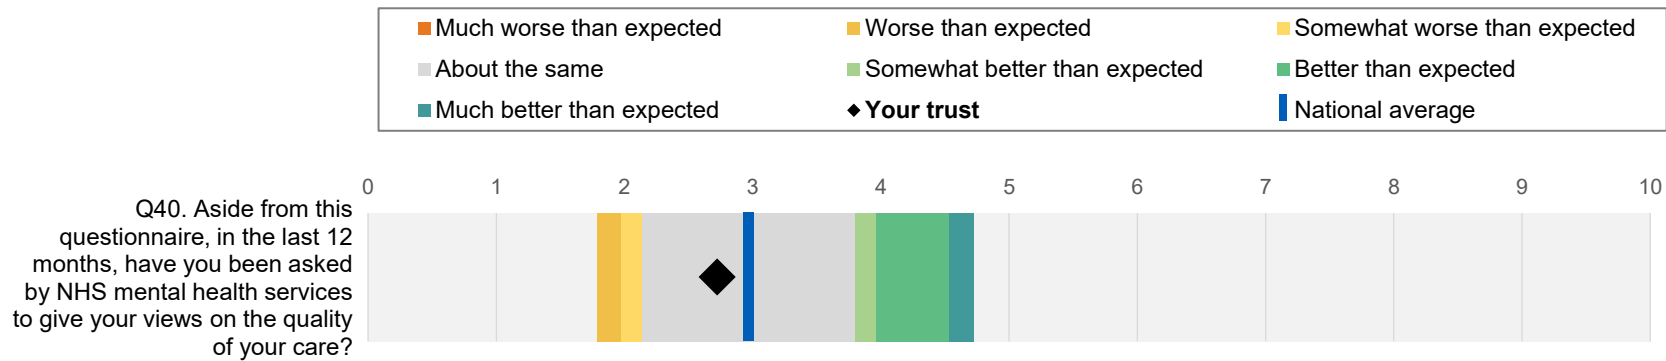 Much worse than expected
Worse than expected
Somewhat worse than expected
About the same
Somewhat better than expected
Better than expected
Much better than expected
Your trust
National average
0 1 2 3 4 5 6 7 8 9 10
Q40. Aside from this
questionnaire, in the last 12
months, have you been asked
by NHS mental health services
to give your views on the quality
of your care?